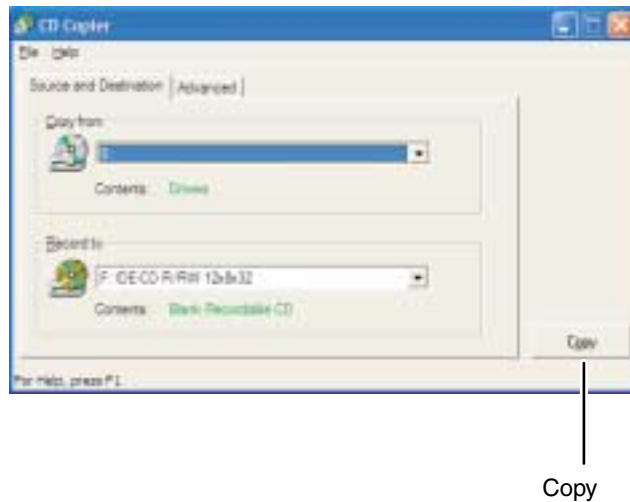 CD Copier
File Help
Source and Destination Advanced
Copy from
Contents: Drivers
Record to
F: IDE-CD R/RW 12x8x32
Contents: Blank Recordable CD
Copy
For Help, press F1
Copy